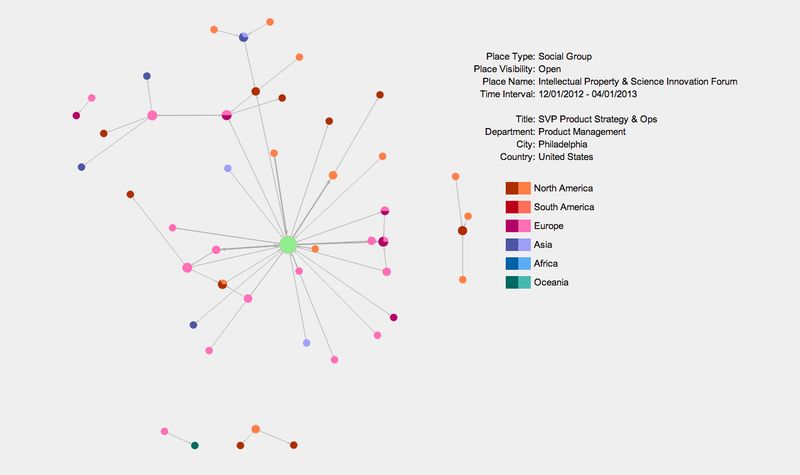 Place Type: Social Group
Place Visibility: Open
Place Name: Intellectual Property & Science Innovation Forum
Time Interval: 12/01/2012 - 04/01/2013
Title: SVP Product Strategy & Ops
Department: Product Management
City: Philadelphia
Country: United States
North America
South America
Europe
Asia
Africa
Oceania